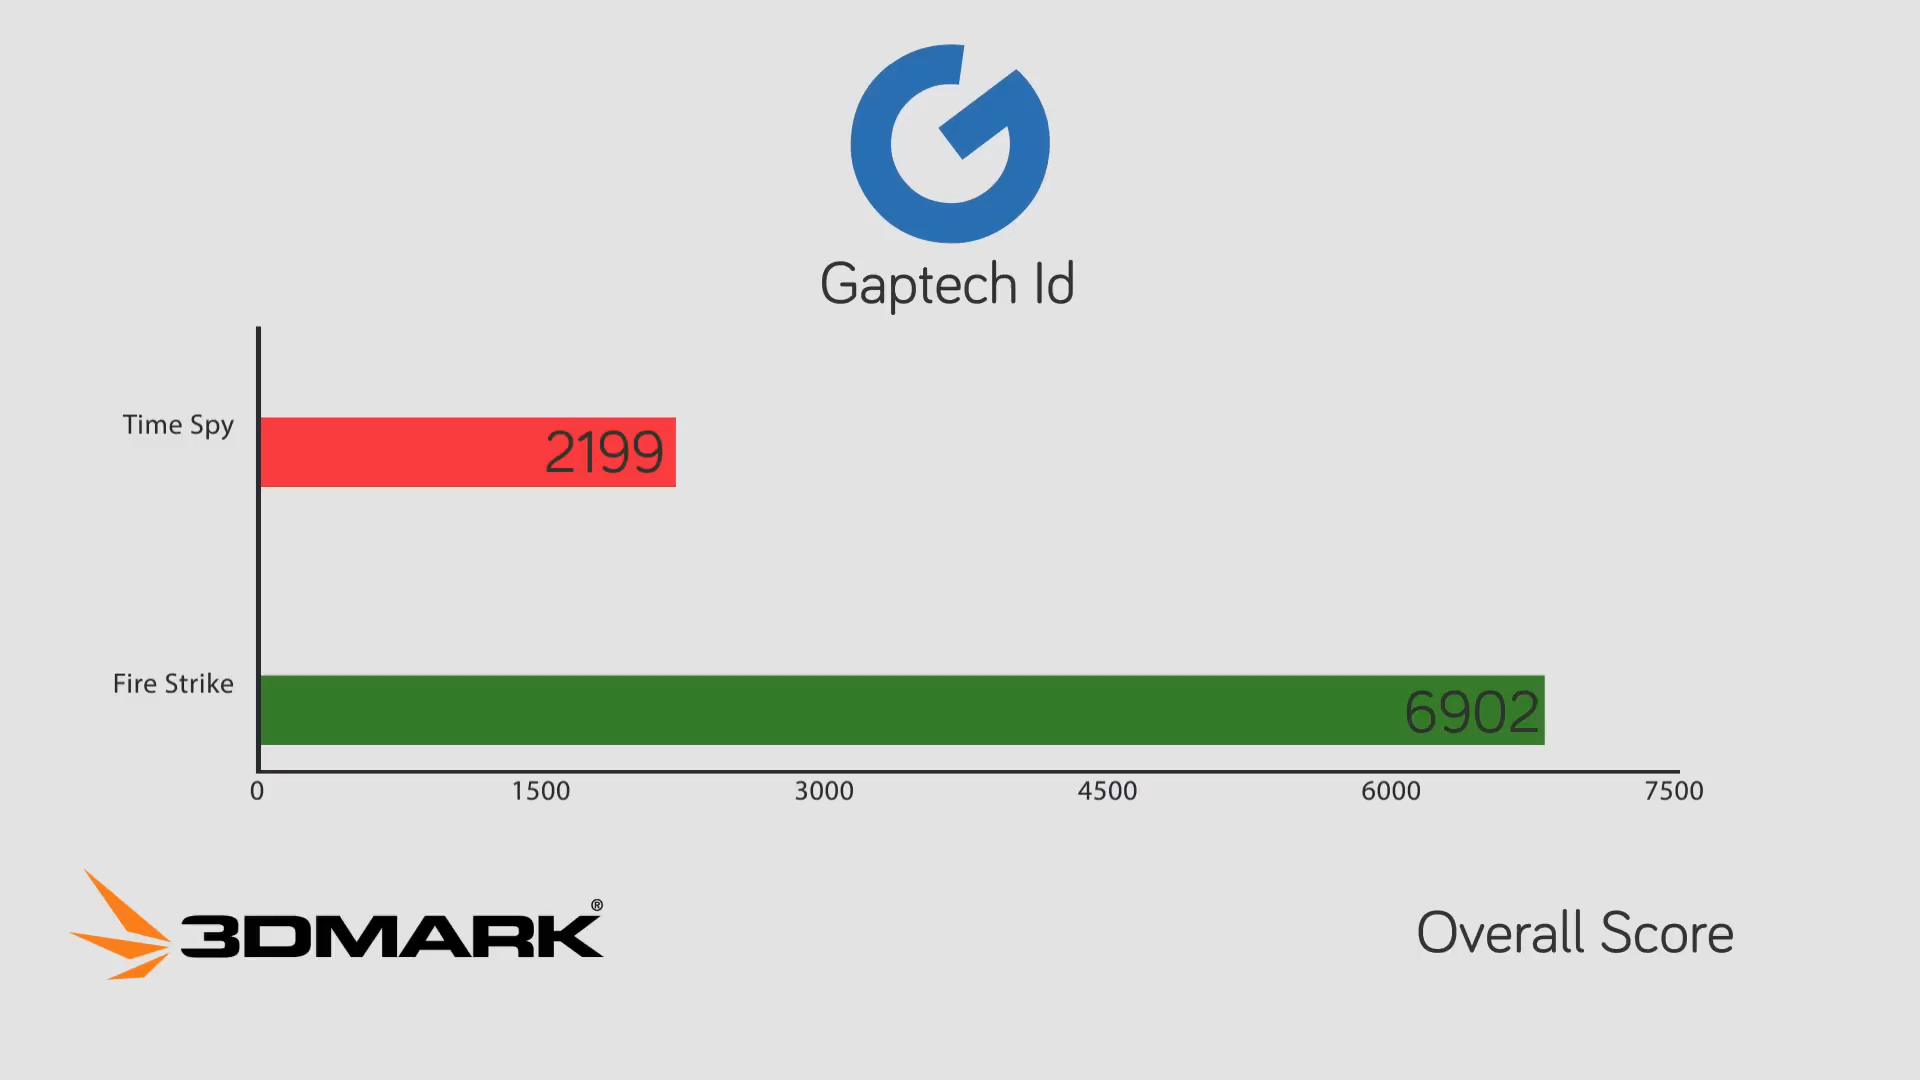 Gaptech Id
Time Spy
2199
Fire Strike
6902
0 1500 3000 4500 6000 7500
3DMARK®
Overall Score